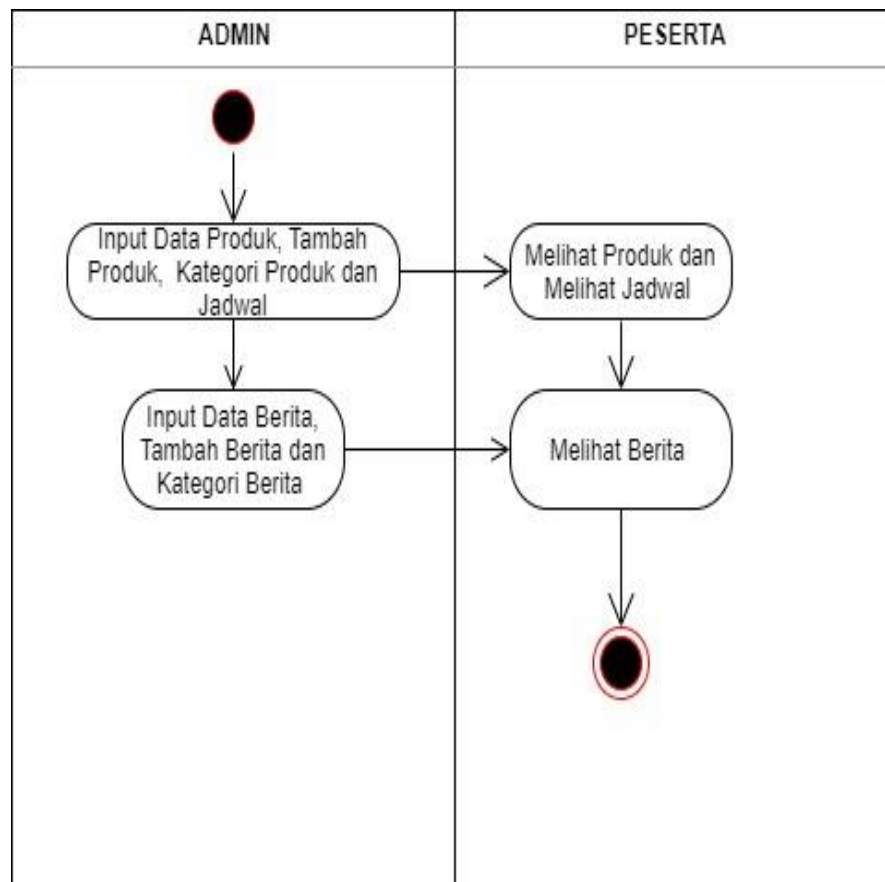 ADMIN
PESERTA
Input Data Produk, Tambah
Produk, Kategori Produk dan
Jadwal
Melihat Produk dan
Melihat Jadwal
Input Data Berita,
Tambah Berita dan
Kategori Berita
Melihat Berita